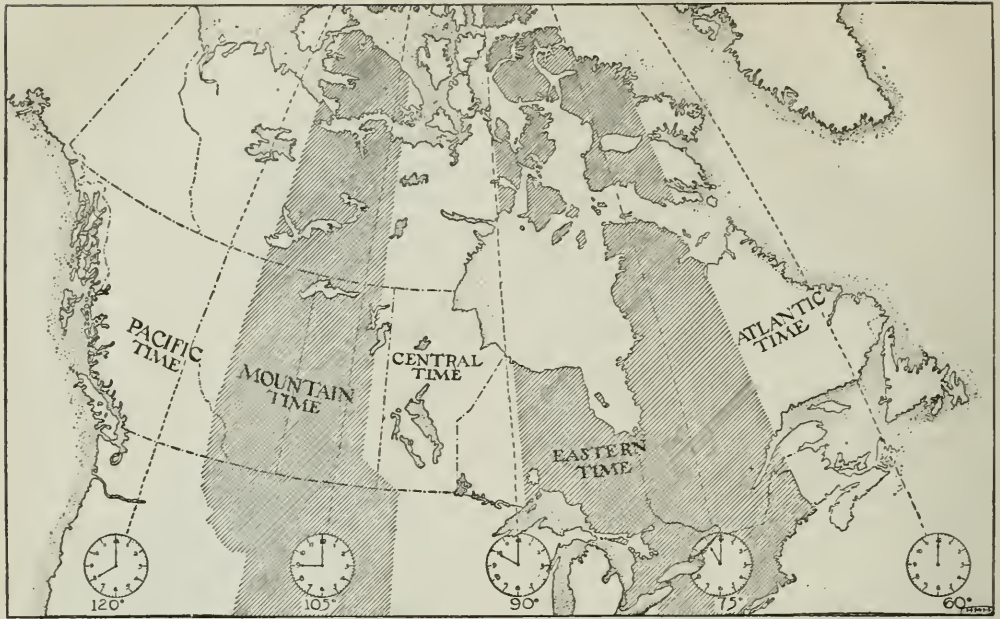 PACIFIC
TIME
MOUNTAIN
TIME
CENTRAL
TIME
EASTERN
TIME
ATLANTIC
TIME
120°
105°
90°
75°
60°